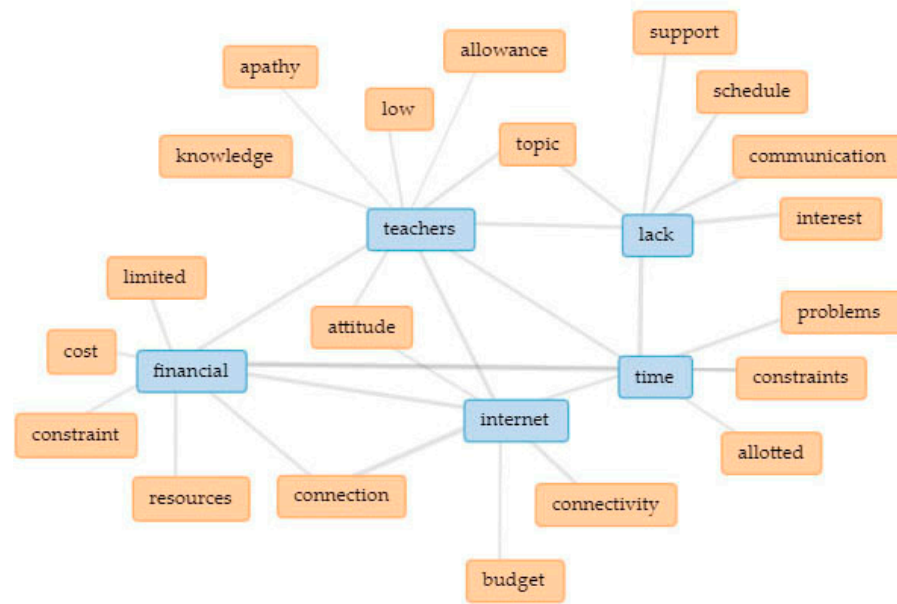 support
allowance
apathy
schedule
low
topic
knowledge
communication
interest
teachers
lack
limited
problems
attitude
cost
financial
time
constraints
internet
constraint
allotted
resources
connection
connectivity
budget